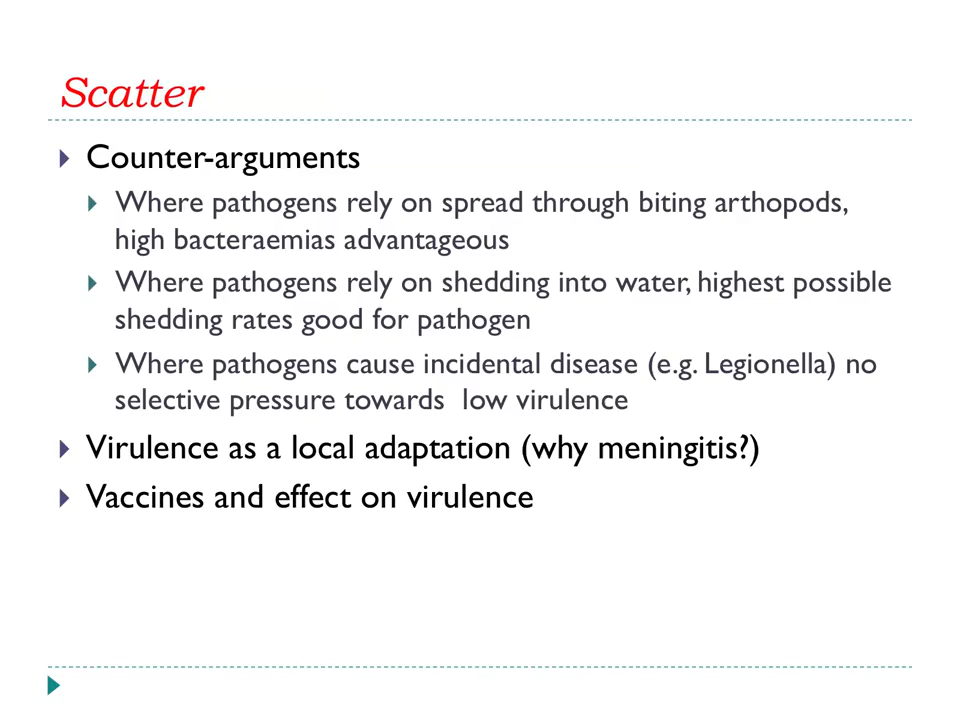 Scatter
Counter-arguments
Where pathogens rely on spread through biting arthopods,
high bacteraemias advantageous
Where pathogens rely on shedding into water, highest possible
shedding rates good for pathogen
Where pathogens cause incidental disease (e.g. Legionella) no
selective pressure towards  low virulence
Virulence as a local adaptation (why meningitis?)
Vaccines and effect on virulence